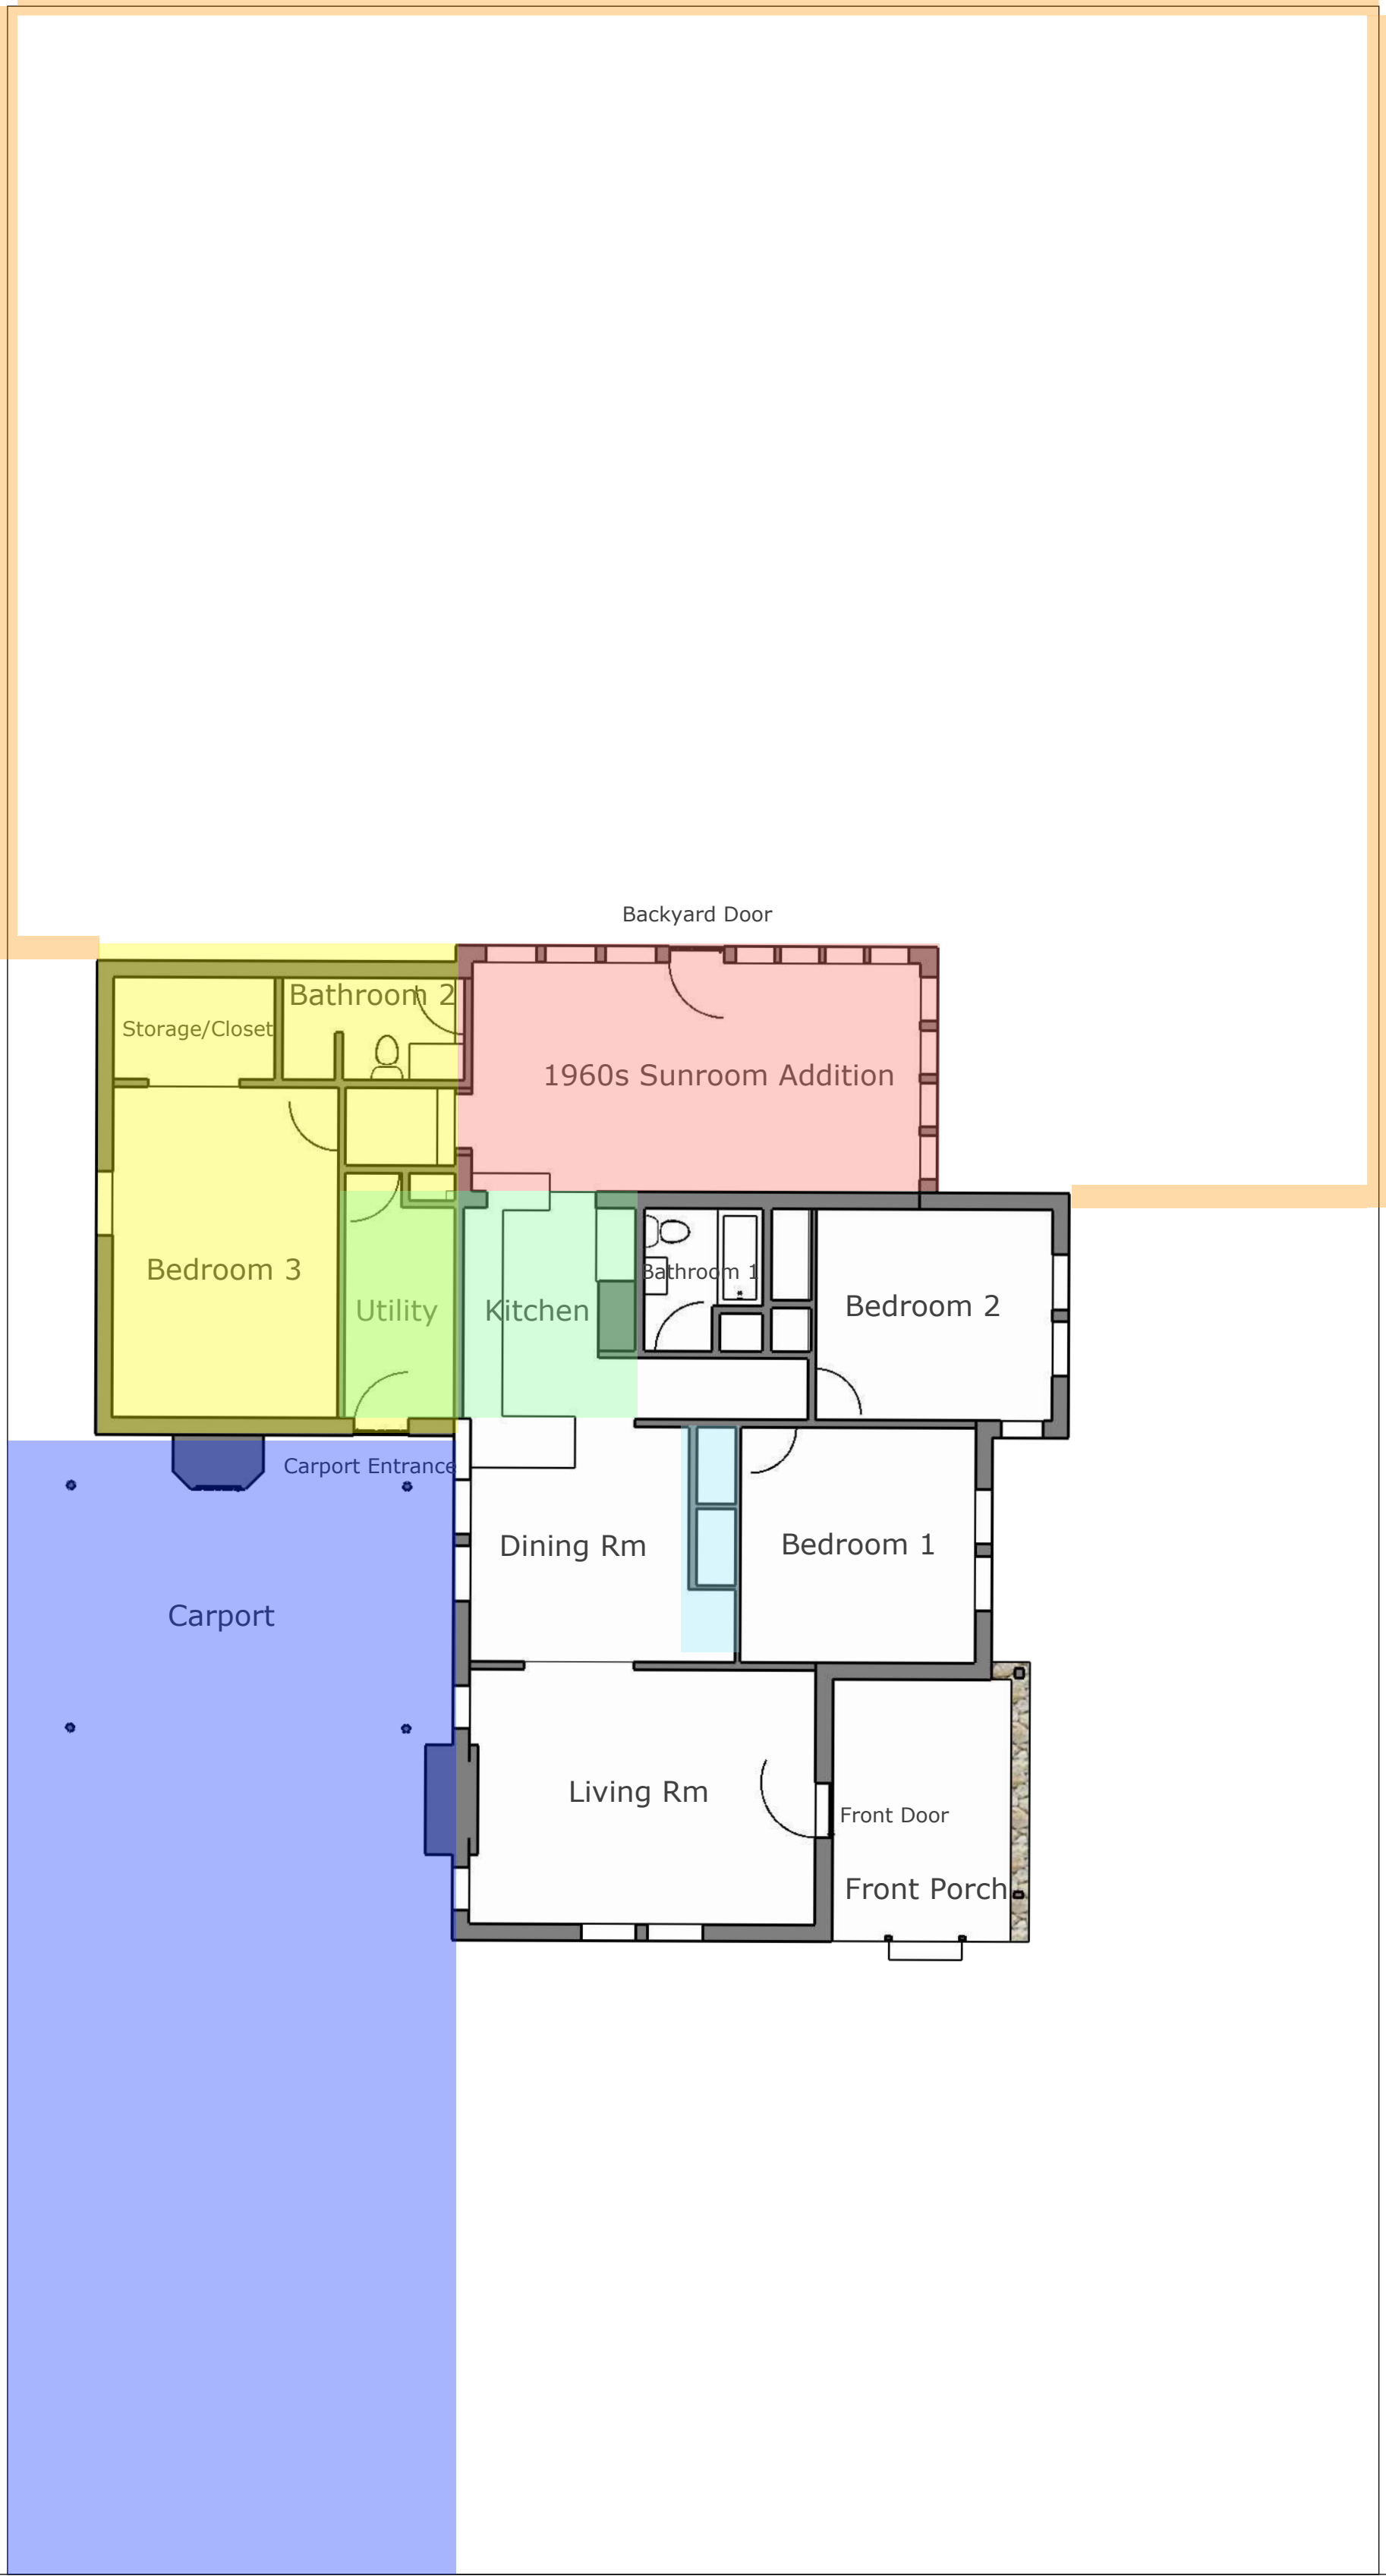 Backyard Door
Bathroom 2
Storage/Closet
1960s Sunroom Addition
Bedroom 3
Bathroom 1
Utility
Kitchen
Bedroom 2
Carport Entrance
Dining Rm
Bedroom 1
Carport
Living Rm
Front Door
Front Porch